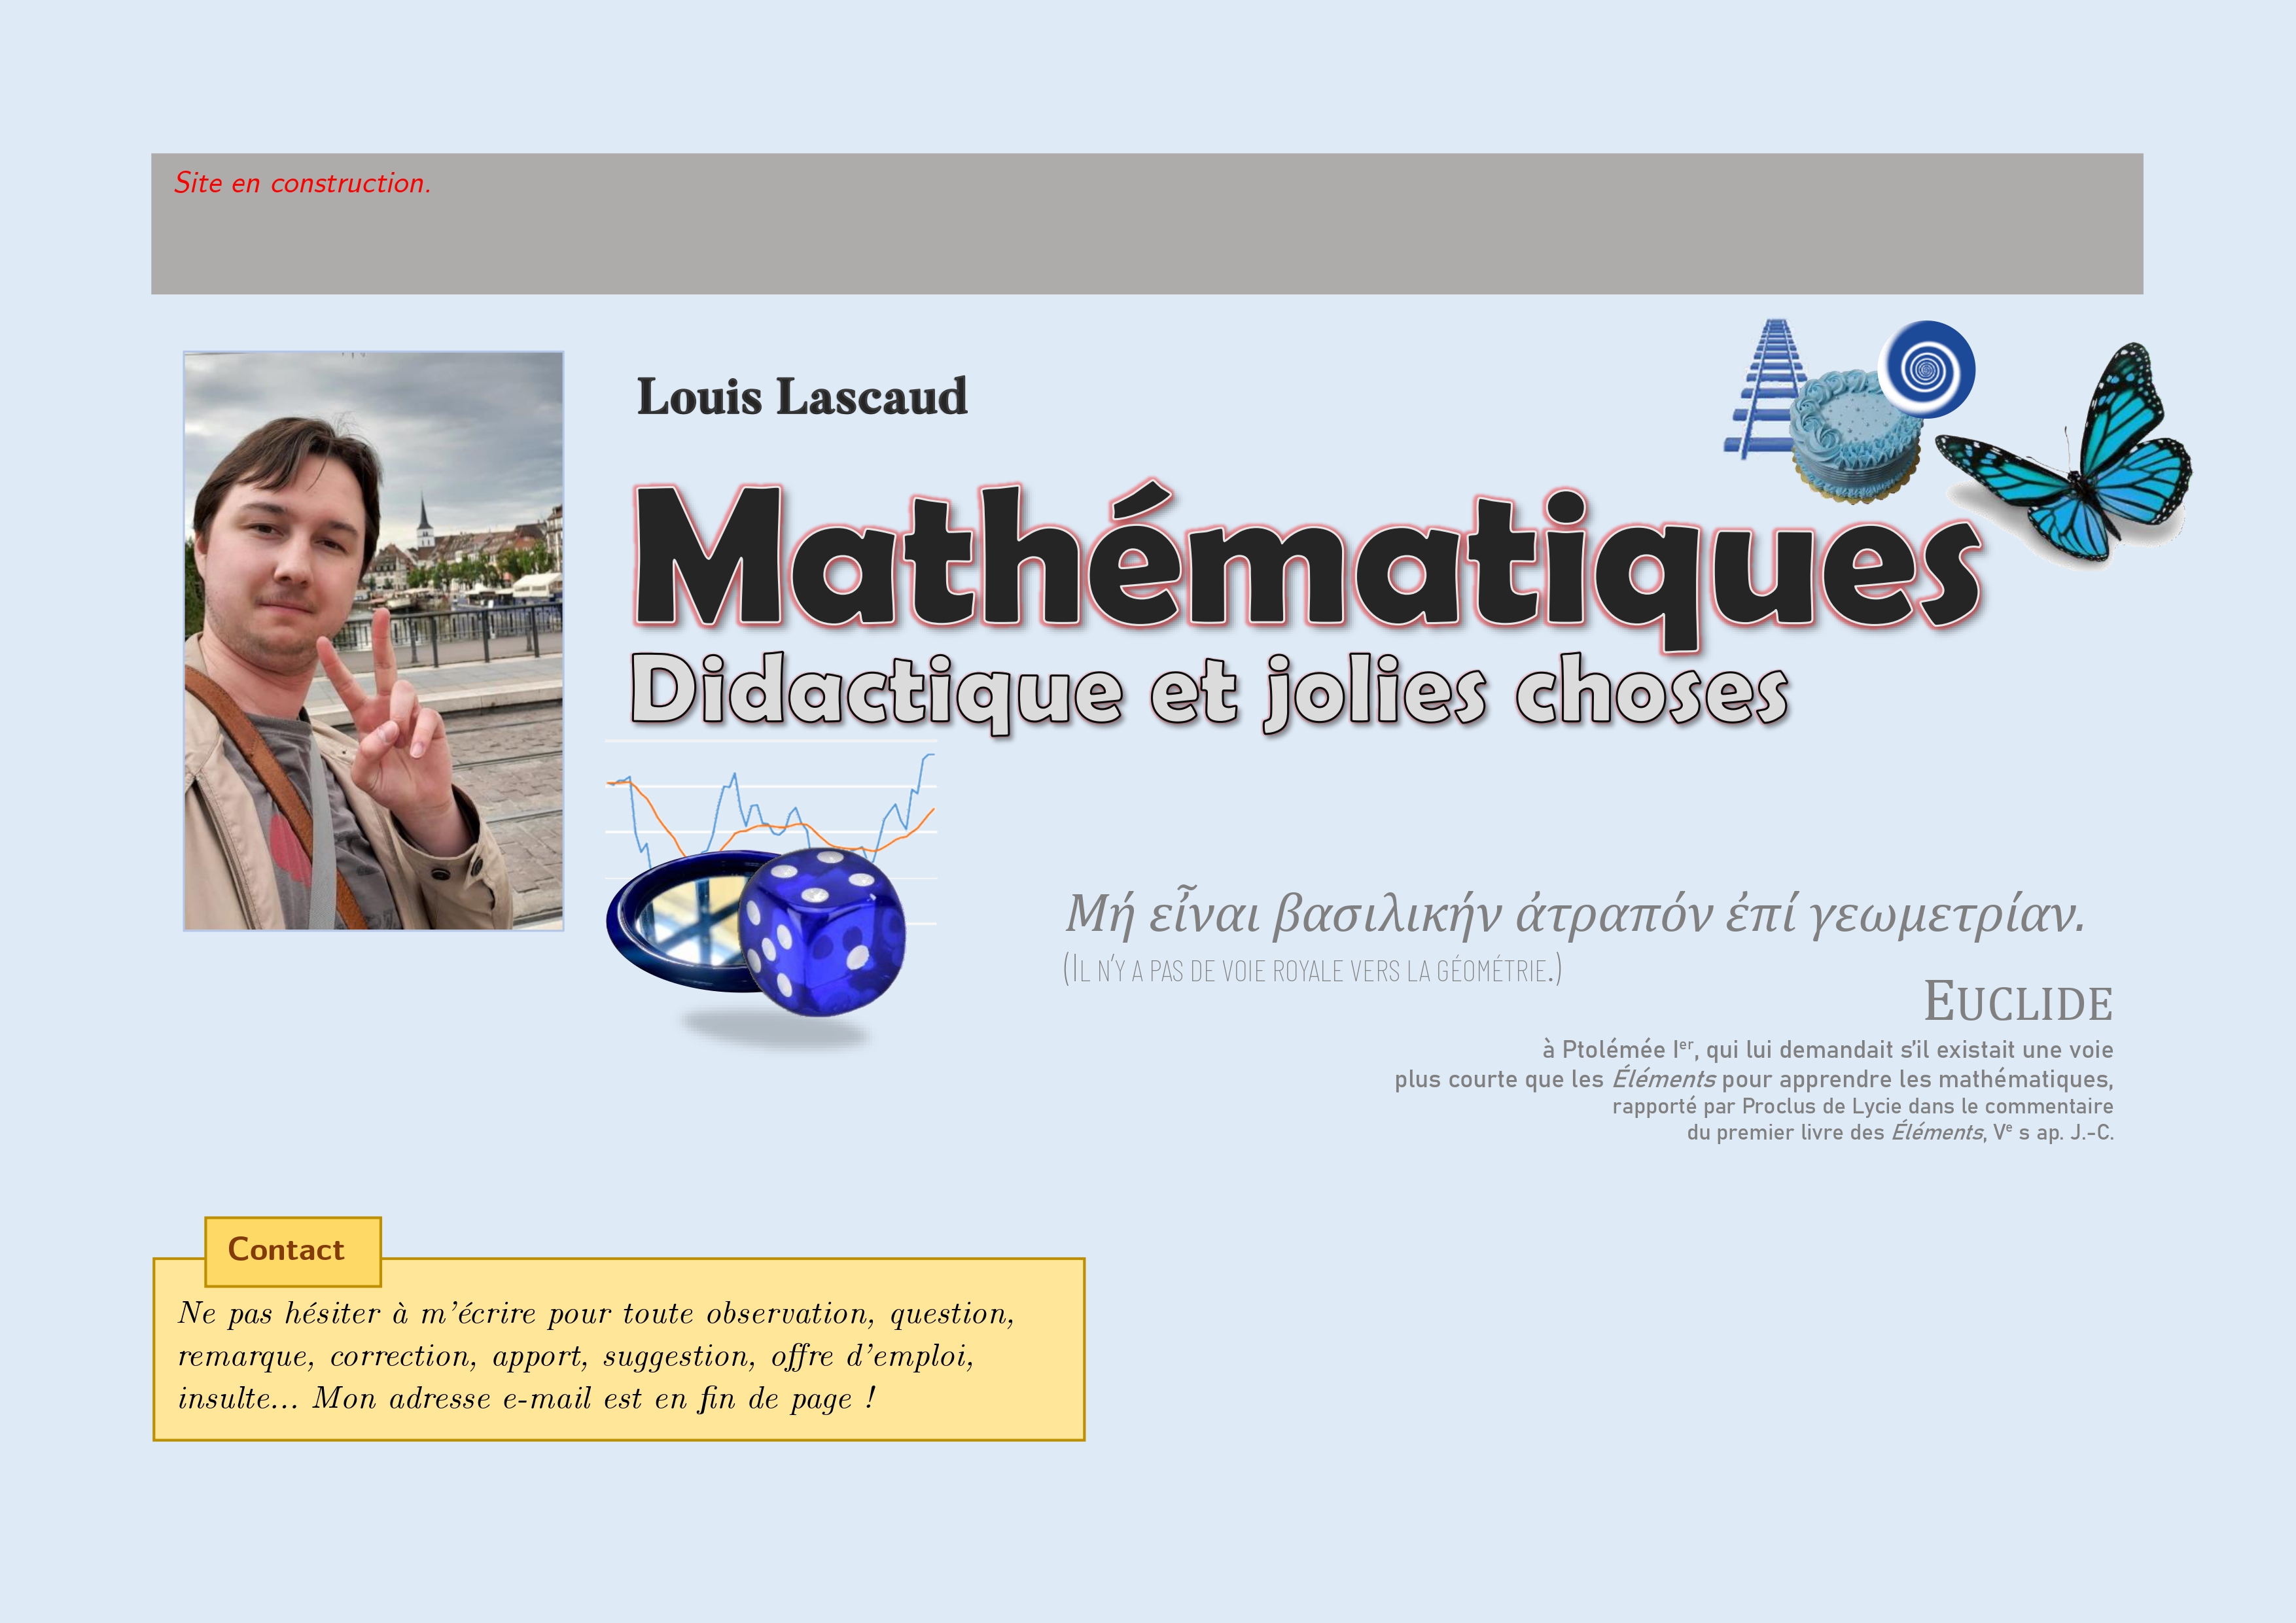 Site en construction.
Louis Lascaud
Mathématiques
Didactique et jolies choses
Μή εἶναι βασιλικήν ἀτραπόν ἐπί γεωμετρίαν.
(Il n’y a pas de voie royale vers la géométrie.)
Euclide
à Ptolémée Iᵉʳ, qui lui demandait s’il existait une voie
plus courte que les Éléments pour apprendre les mathématiques,
rapporté par Proclus de Lycie dans le commentaire
du premier livre des Éléments, Vᵉ s ap. J.-C.
Contact
Ne pas hésiter à m’écrire pour toute observation, question,
remarque, correction, apport, suggestion, offre d’emploi,
insulte... Mon adresse e-mail est en fin de page !